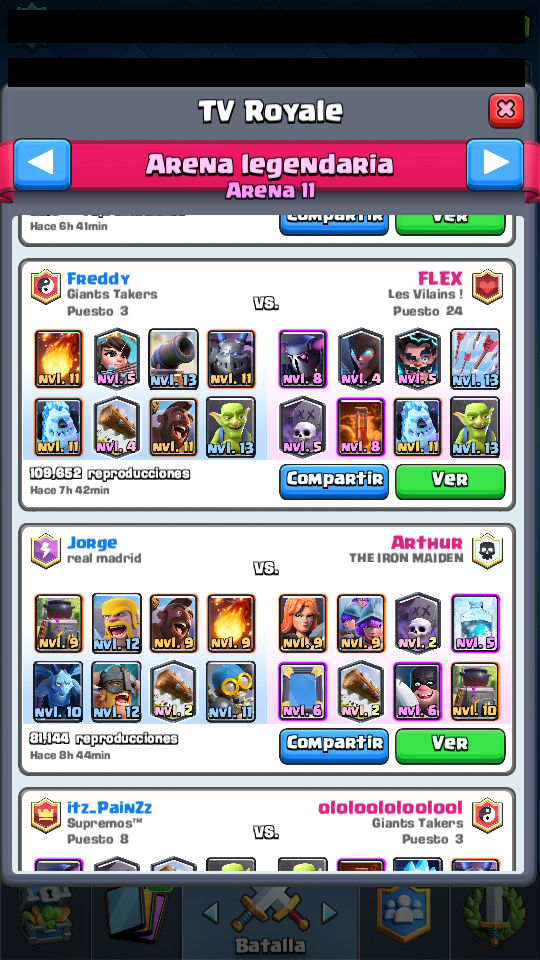 TV Royale
Arena legendaria
Arena 11
Hace 6h 41min
Compartir
Ver
Freddy
Giants Takers
Puesto 3
vs.
FLEX
Les Vilains !
Puesto 24
nvl. 11 nvl. 5 nvl. 13 nvl. 11 nvl. 8 nvl. 4 nvl. 5 nvl. 13
nvl. 11 nvl. 4 nvl. 11 nvl. 13 nvl. 5 nvl. 8 nvl. 11 nvl. 13
109,652 reproducciones
Hace 7h 42min
Compartir
Ver
Jorge
real madrid
vs.
Arthur
THE IRON MAIDEN
nvl. 9 nvl. 12 nvl. 9 nvl. 9 nvl. 9 nvl. 9 nvl. 2 nvl. 5
nvl. 10 nvl. 12 nvl. 2 nvl. 11 nvl. 6 nvl. 2 nvl. 6 nvl. 10
81,144 reproducciones
Hace 8h 44min
Compartir
Ver
itz_PainZz
Supremos™
Puesto 8
vs.
ololoololoolool
Giants Takers
Puesto 3
Batalla